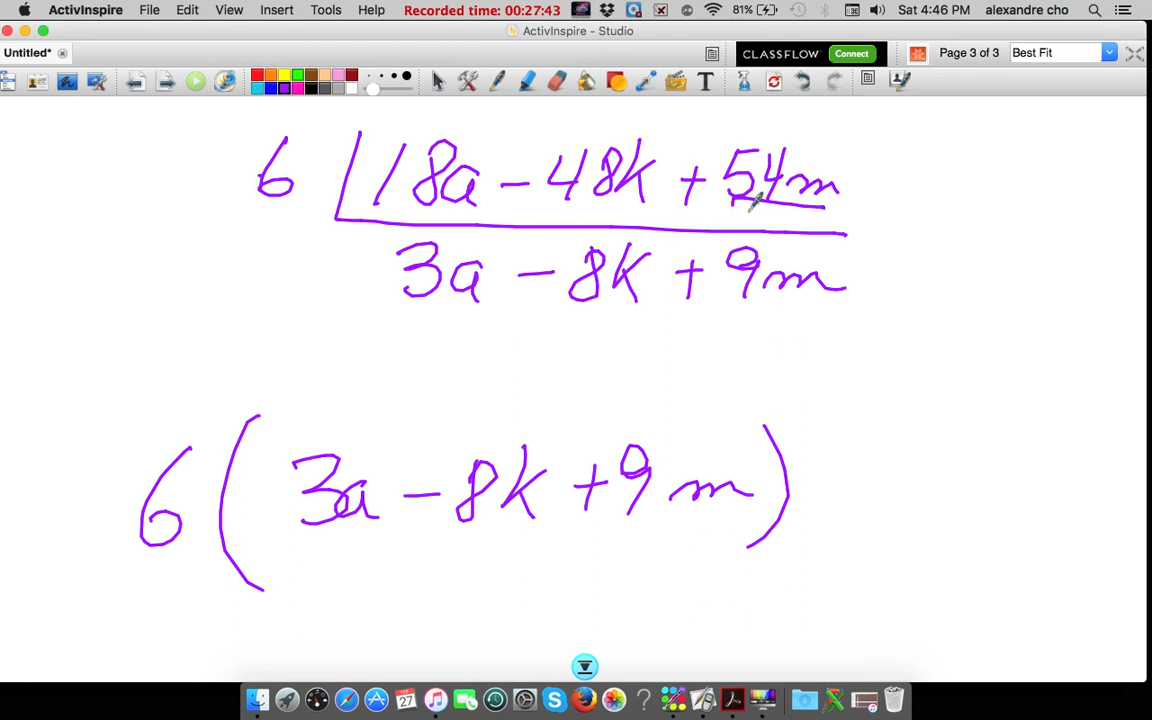 ActivInspire File Edit View Insert Tools Help Recorded time: 00:27:43 81% Sat 4:46 PM alexandre cho
ActivInspire - Studio
Untitled* CLASSFLOW Connect Page 3 of 3 Best Fit
T
6 18a - 48k + 54m
3a - 8k + 9m
6 ( 3a - 8k + 9m )
FEB 27